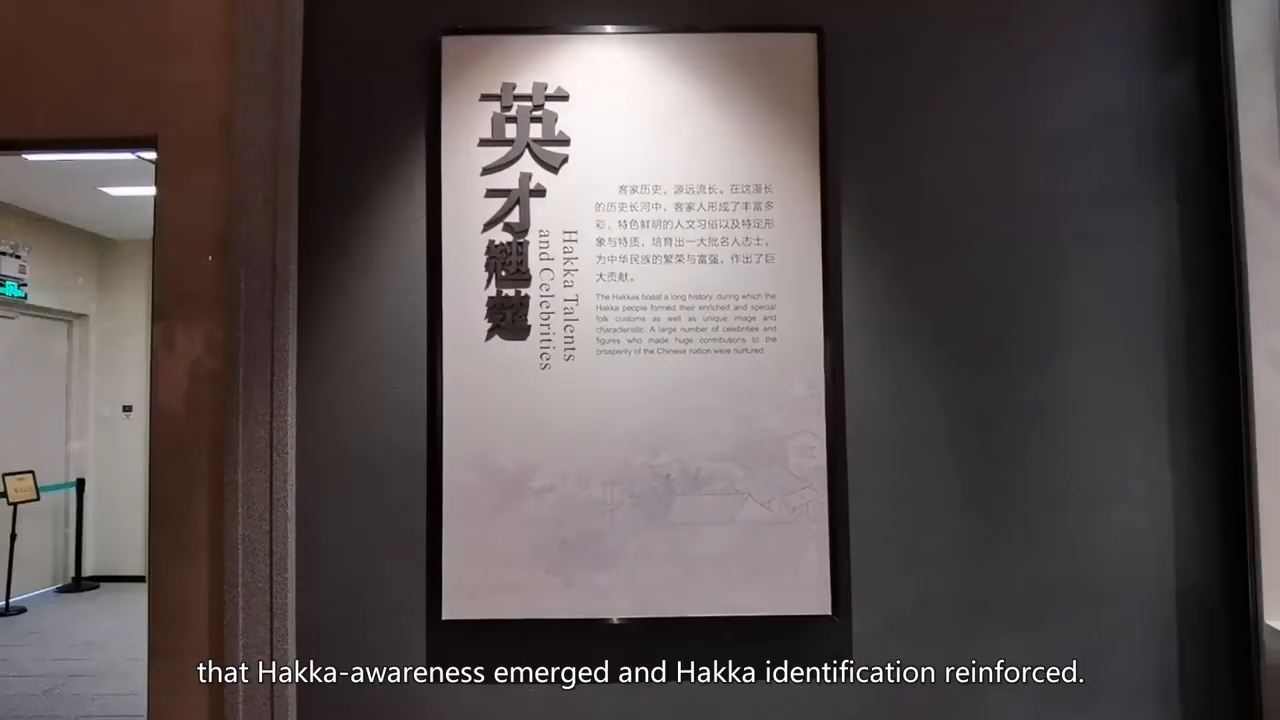 英才翘楚
Hakka Talents
and Celebrities
客家历史，源远流长。在这漫长
的历史长河中，客家人形成了丰富多
彩、特色鲜明的人文习俗以及特定形
象与特质，培育出一大批名人志士，
为中华民族的繁荣与富强，作出了巨
大贡献。
The Hakkas boast a long history, during which the
Hakka people formed their enriched and special
folk customs as well as unique image and
characteristic. A large number of celebrities and
figures who made huge contributions to the
prosperity of the Chinese nation were nurtured
that Hakka-awareness emerged and Hakka identification reinforced.